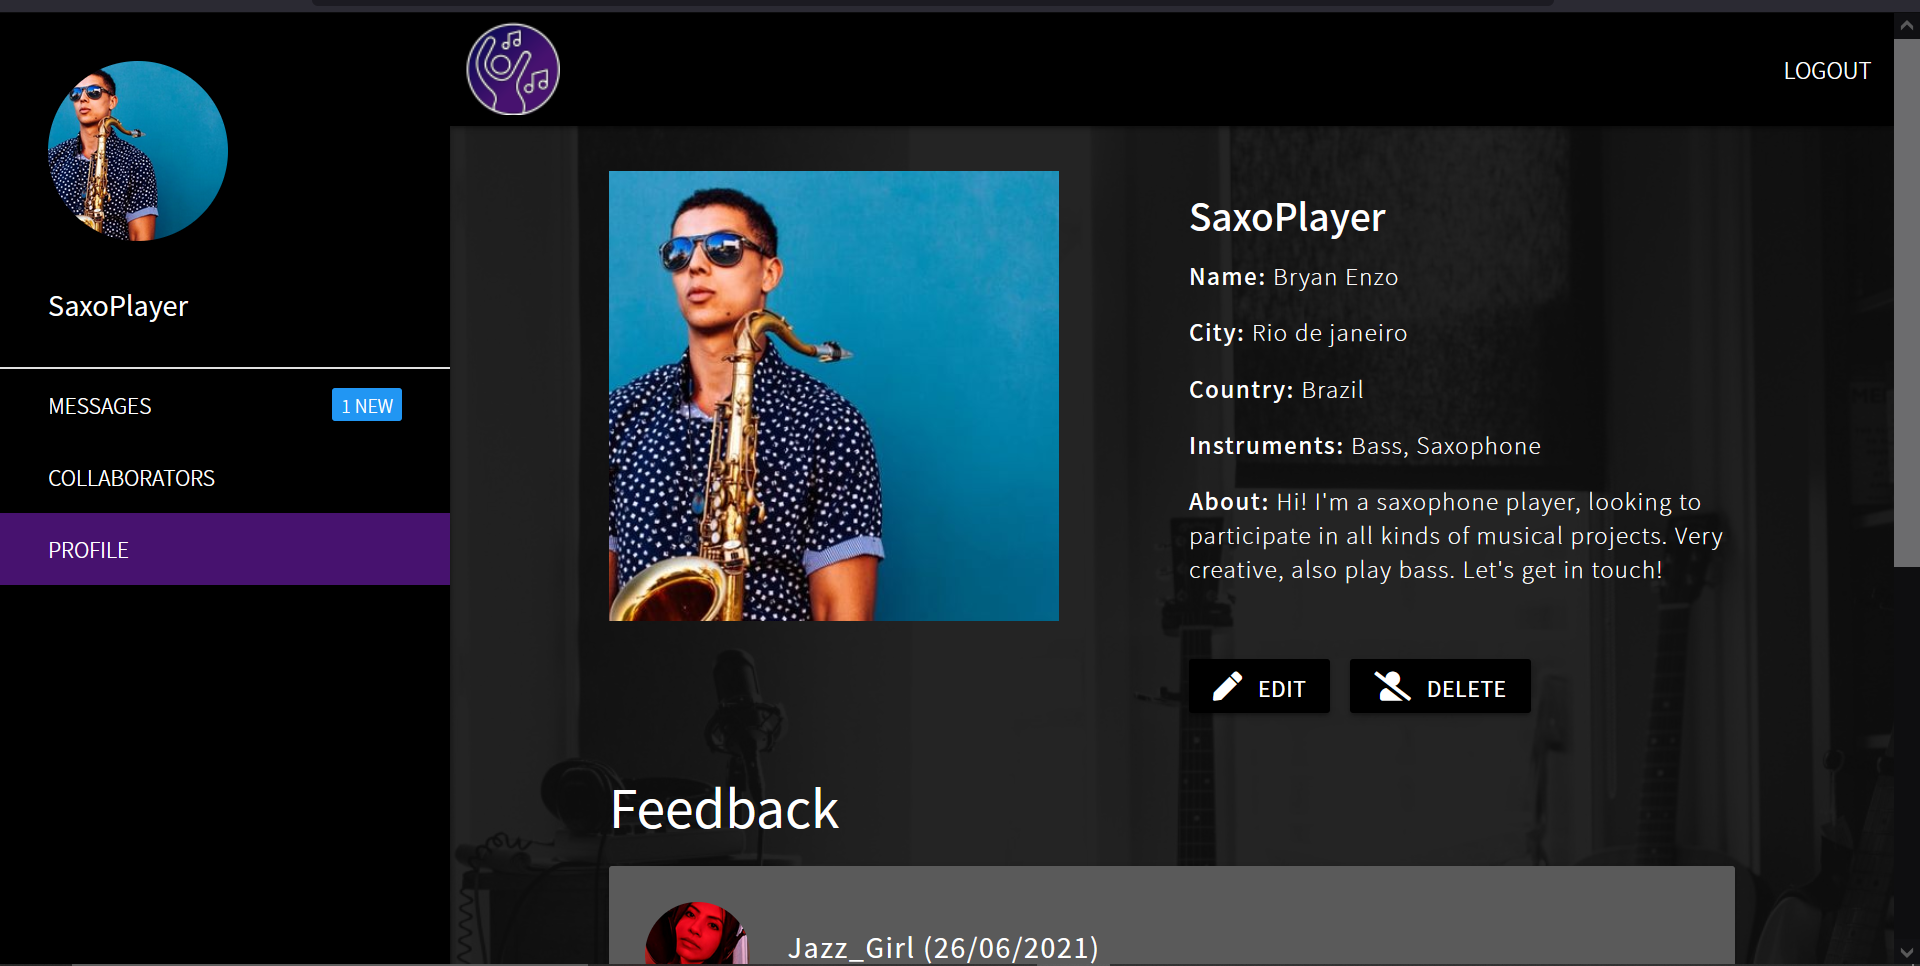 LOGOUT
SaxoPlayer
MESSAGES
1 NEW
COLLABORATORS
PROFILE
SaxoPlayer
Name: Bryan Enzo
City: Rio de janeiro
Country: Brazil
Instruments: Bass, Saxophone
About: Hi! I'm a saxophone player, looking to
participate in all kinds of musical projects. Very
creative, also play bass. Let's get in touch!
EDIT
DELETE
Feedback
Jazz_Girl (26/06/2021)